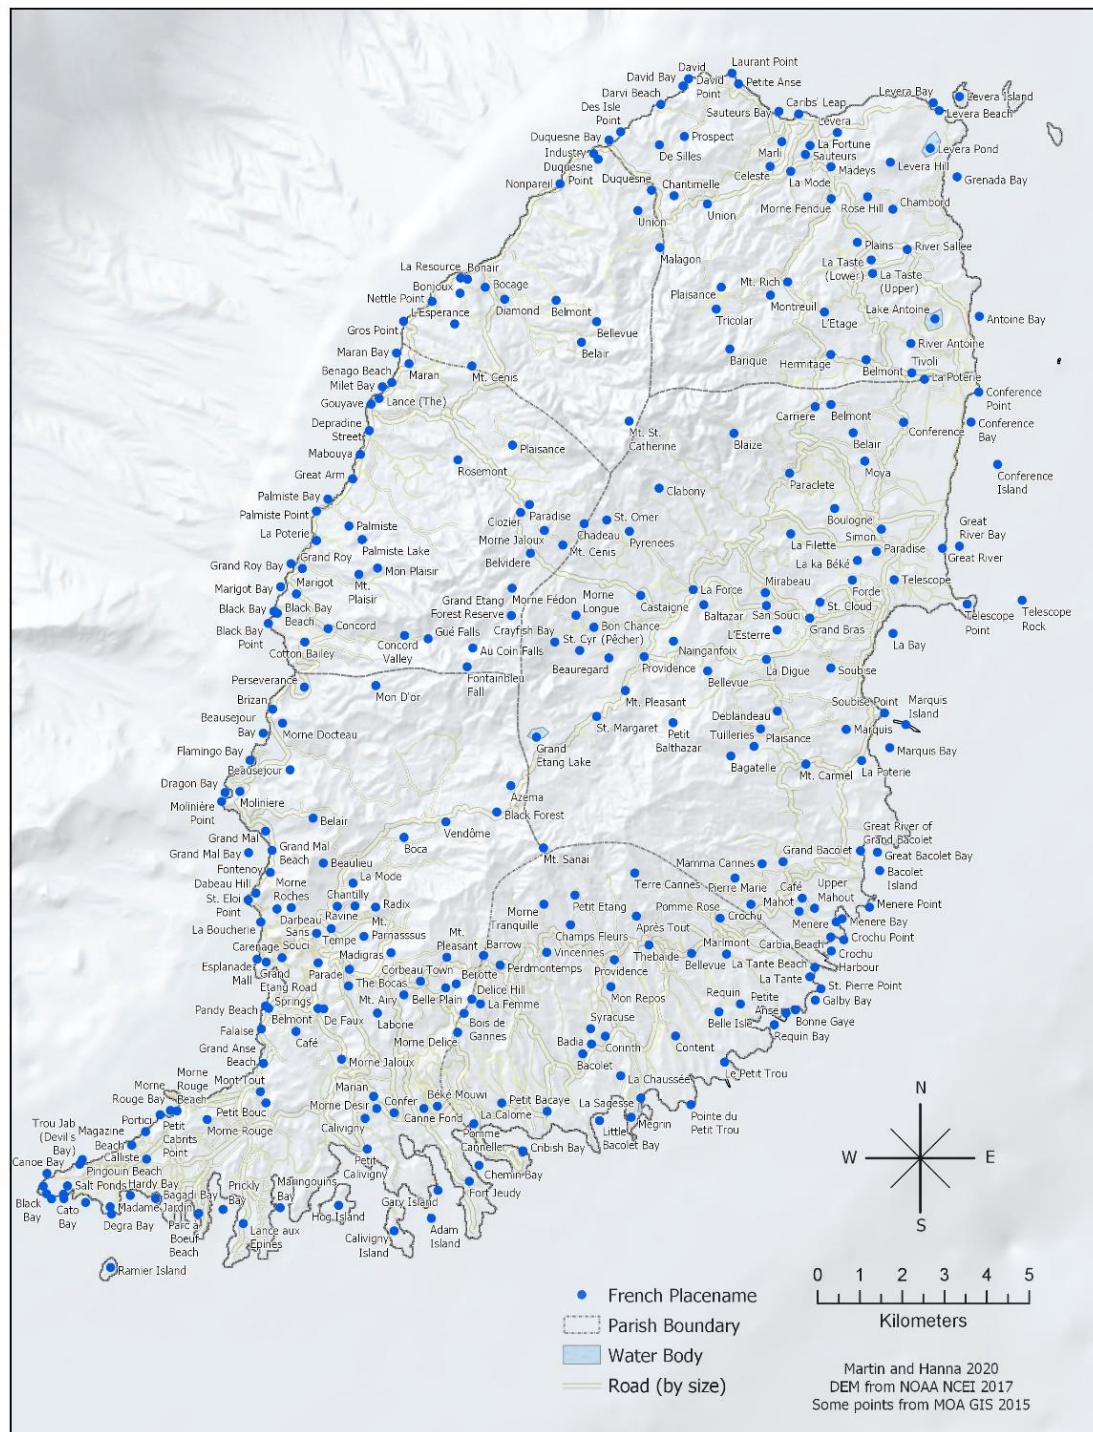 Laurant Point
David
David Bay
David
Point
Petite Anse
Darvi Beach
Levera Bay
Levera Island
Levera Beach
Des Isle
Point
Sauteurs Bay
Caribs' Leap
Levera
Duquesne Bay
Prospect
De Silles
Marli
La Fortune
Sauteurs
Levera Pond
Industry
Duquesne
Point
Duquesne
Celeste
La Mode
Madeys
Levera Hill
Grenada Bay
Nonpareil
Chantimelle
Union
Union
Morne Fendue
Rose Hill
Chambord
Malagon
Plains
River Sallee
La Taste
(Lower)
La Taste
(Upper)
La Resource
Bonair
Bonjoux
Bocage
Nettle Point
L'Esperance
Diamond
Belmont
Plaisance
Mt. Rich
Montreuil
Tricolar
L'Etage
Lake Antoine
Antoine Bay
Gros Point
Bellevue
Belair
Barique
Hermitage
River Antoine
Tivoli
Belmont
La Poterie
Maran Bay
Maran
Mt. Cenis
Benago Beach
Milet Bay
Gouyave
Lance (The)
Conference
Point
Carriere
Belmont
Conference
Conference
Bay
Depradine
Street
Mt. St.
Catherine
Blaize
Belair
Mabouya
Plaisance
Rosemont
Moya
Conference
Island
Great Arm
Paraclete
Palmiste Bay
Clabony
Palmiste Point
Clozier
Paradise
St. Omer
Boulogne
La Poterie
Palmiste
Morne Jaloux
Chadeau
Pyrenees
Simon
Great
River Bay
Palmiste Lake
Belvidere
Mt. Cenis
La Filette
Paradise
Great River
Grand Roy Bay
Grand Roy
Mon Plaisir
Mt.
Plaisir
La ka Béké
Marigot Bay
Marigot
Mirabeau
Forde
Telescope
Grand Etang
Forest Reserve
Morne Fédon
Morne
Longue
Castaigne
La Force
Baltazar
San Souci
St. Cloud
Telescope
Point
Telescope
Rock
Black Bay
Black Bay
Beach
Black Bay
Point
Concord
Crayfish Bay
Bon Chance
L'Esterre
Grand Bras
La Bay
Cotton Bailey
Concord
Valley
Gué Falls
Au Coin Falls
St. Cyr (Pêcher)
Nainganfoix
Beauregard
Providence
La Digue
Soubise
Perseverance
Fontainbleu
Fall
Bellevue
Mon D'or
Mt. Pleasant
Brizan
Soubise Point
Marquis
Island
Beausejour
Bay
Morne Docteau
St. Margaret
Petit
Balthazar
Deblandeau
Tuilleries
Plaisance
Marquis
Grand
Etang Lake
Marquis Bay
Flamingo Bay
Beausejour
Bagatelle
Mt. Carmel
La Poterie
Dragon Bay
Moliniere
Molinière
Point
Azema
Belair
Vendôme
Black Forest
Grand Mal
Boca
Great River of
Grand Bacolet
Grand Mal Bay
Grand Mal
Beach
Mt. Sanai
Grand Bacolet
Great Bacolet Bay
Fontenoy
Beaulieu
Mamma Cannes
Bacolet
Island
Dabeau Hill
Morne
Roches
La Mode
Terre Cannes
Pierre Marie
Café
Upper
Mahout
St. Eloi
Point
Chantilly
Mahot
Menere Point
Darbeau
Ravine
Radix
Morne
Tranquille
Petit Etang
Pomme Rose
Crochu
Menere
Menere Bay
La Boucherie
Sans
Souci
Tempe
Mt.
Parnasssus
Mt.
Pleasant
Champs Fleurs
Après Tout
Marlmont
Carbia Beach
Crochu Point
Carenage
Madigras
Barrow
Vincennes
Thebaide
Crochu
Harbour
Esplanade
Mall
Grand
Etang Road
Parade
Corbeau Town
Perdmontemps
Providence
Bellevue
La Tante Beach
La Tante
The Bocas
Berotte
St. Pierre Point
Springs
Mt. Airy
Belle Plain
Delice Hill
Mon Repos
Requin
Petite
Anse
Galby Bay
Pandy Beach
La Femme
Belmont
De Faux
Laborie
Bois de
Gannes
Syracuse
Belle Isle
Bonne Gaye
Falaise
Café
Morne Delice
Badia
Corinth
Content
Requin Bay
Grand Anse
Beach
Morne Jaloux
Bacolet
Le Petit Trou
Mont Tout
Marian
La Chaussée
Morne
Rouge Bay
Morne
Rouge
Beach
Confer
Béké Mouwi
Petit Bacaye
La Sagesse
Petit Bouc
Morne Desir
Canne Fond
La Calome
Portici
Petit
Cabrits
Point
Morne Rouge
Calivigny
Pomme
Cannelle
Little
Bacolet Bay
Megrin
Pointe du
Petit Trou
Trou Jab
(Devil's
Bay)
Magazine
Beach
Calliste
Petit
Calivigny
Cribish Bay
Canoe Bay
Pingouin Beach
Chemin Bay
Salt Ponds
Hardy Bay
Bagadi Bay
Prickly
Bay
Maringouins
Bay
Gary Island
Fort Jeudy
Black
Bay
Cato
Bay
Madame Jardin
Degra Bay
Parc à
Boeuf
Beach
Lance aux
Epines
Hog Island
Calivigny
Island
Adam
Island
Ramier Island
N
W
E
S
0 1 2 3 4 5
Kilometers
French Placename
Parish Boundary
Water Body
Road (by size)
Martin and Hanna 2020
DEM from NOAA NCEI 2017
Some points from MOA GIS 2015